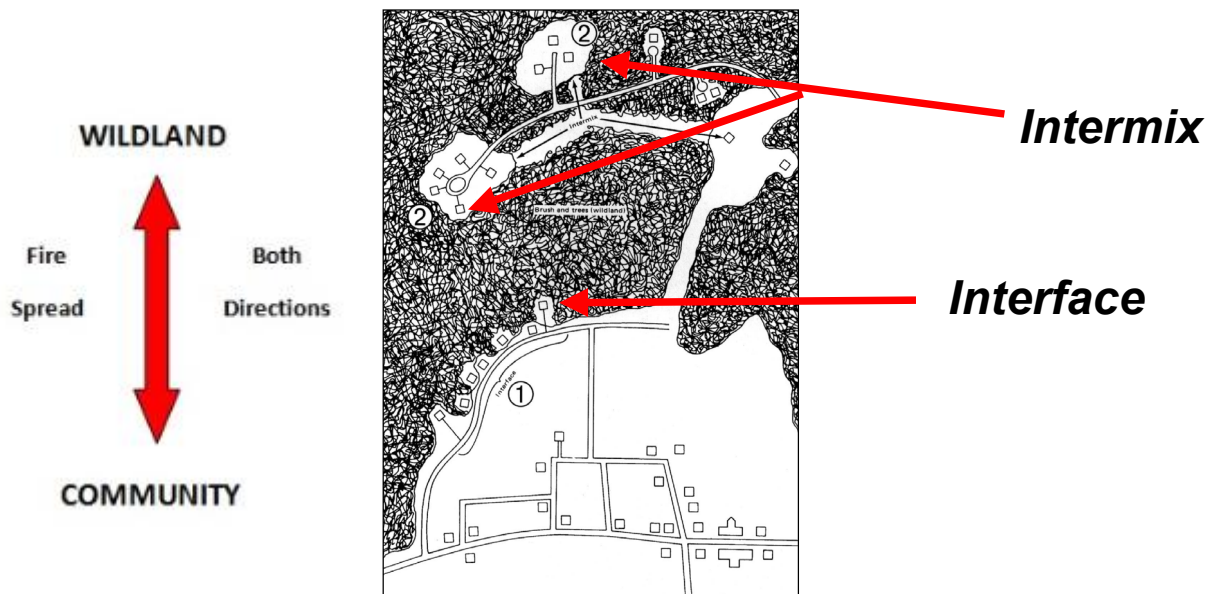 WILDLAND
Fire
Spread
Both
Directions
COMMUNITY
②
Intermix
②
Brush and trees (wildland)
Interface
①
Intermix
Interface